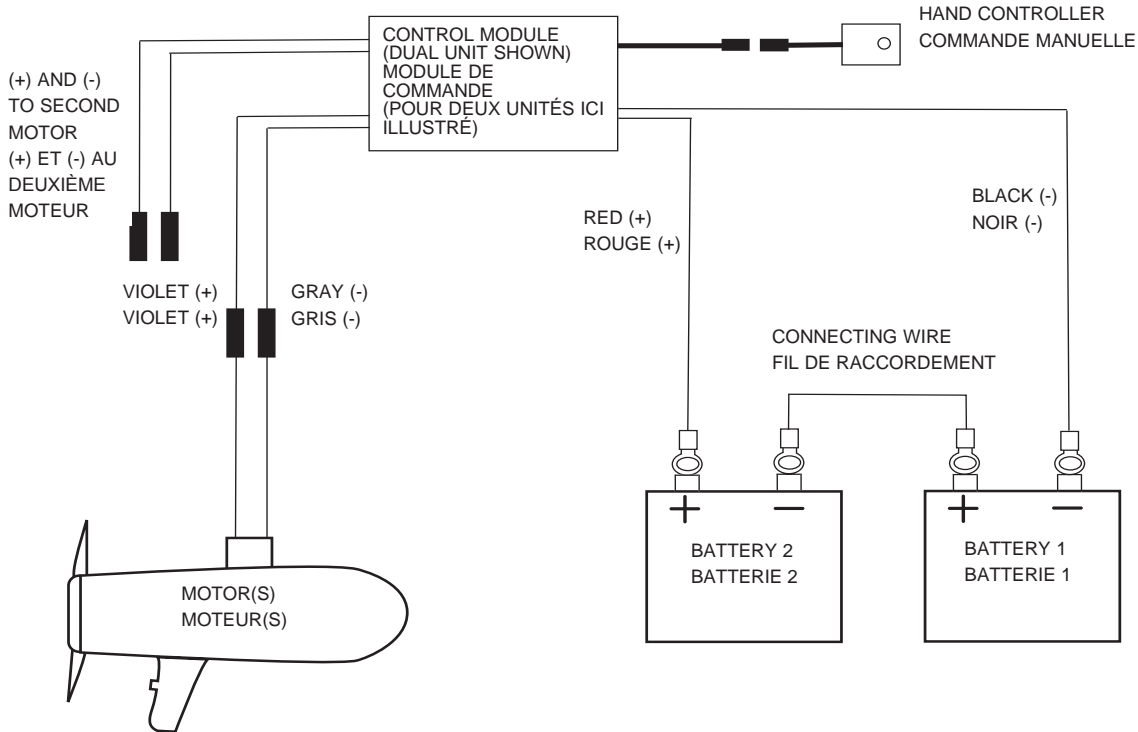 CONTROL MODULE
(DUAL UNIT SHOWN)
MODULE DE
COMMANDE
(POUR DEUX UNITÉS ICI
ILLUSTRÉ)
HAND CONTROLLER
COMMANDE MANUELLE
(+) AND (-)
TO SECOND
MOTOR
(+) ET (-) AU
DEUXIÈME
MOTEUR
RED (+)
ROUGE (+)
BLACK (-)
NOIR (-)
VIOLET (+)
VIOLET (+)
GRAY (-)
GRIS (-)
CONNECTING WIRE
FIL DE RACCORDEMENT
+
−
+
−
BATTERY 2
BATTERIE 2
BATTERY 1
BATTERIE 1
MOTOR(S)
MOTEUR(S)